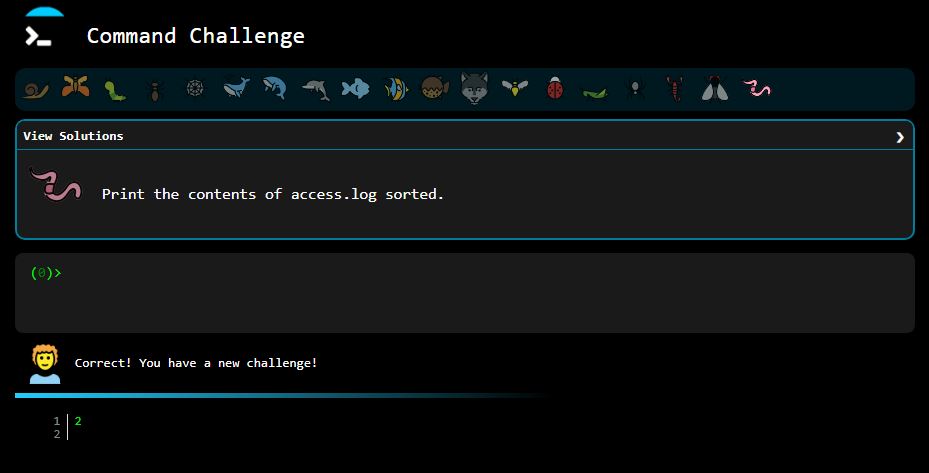 Command Challenge
View Solutions
Print the contents of access.log sorted.
(0)>
Correct! You have a new challenge!
1 2
2